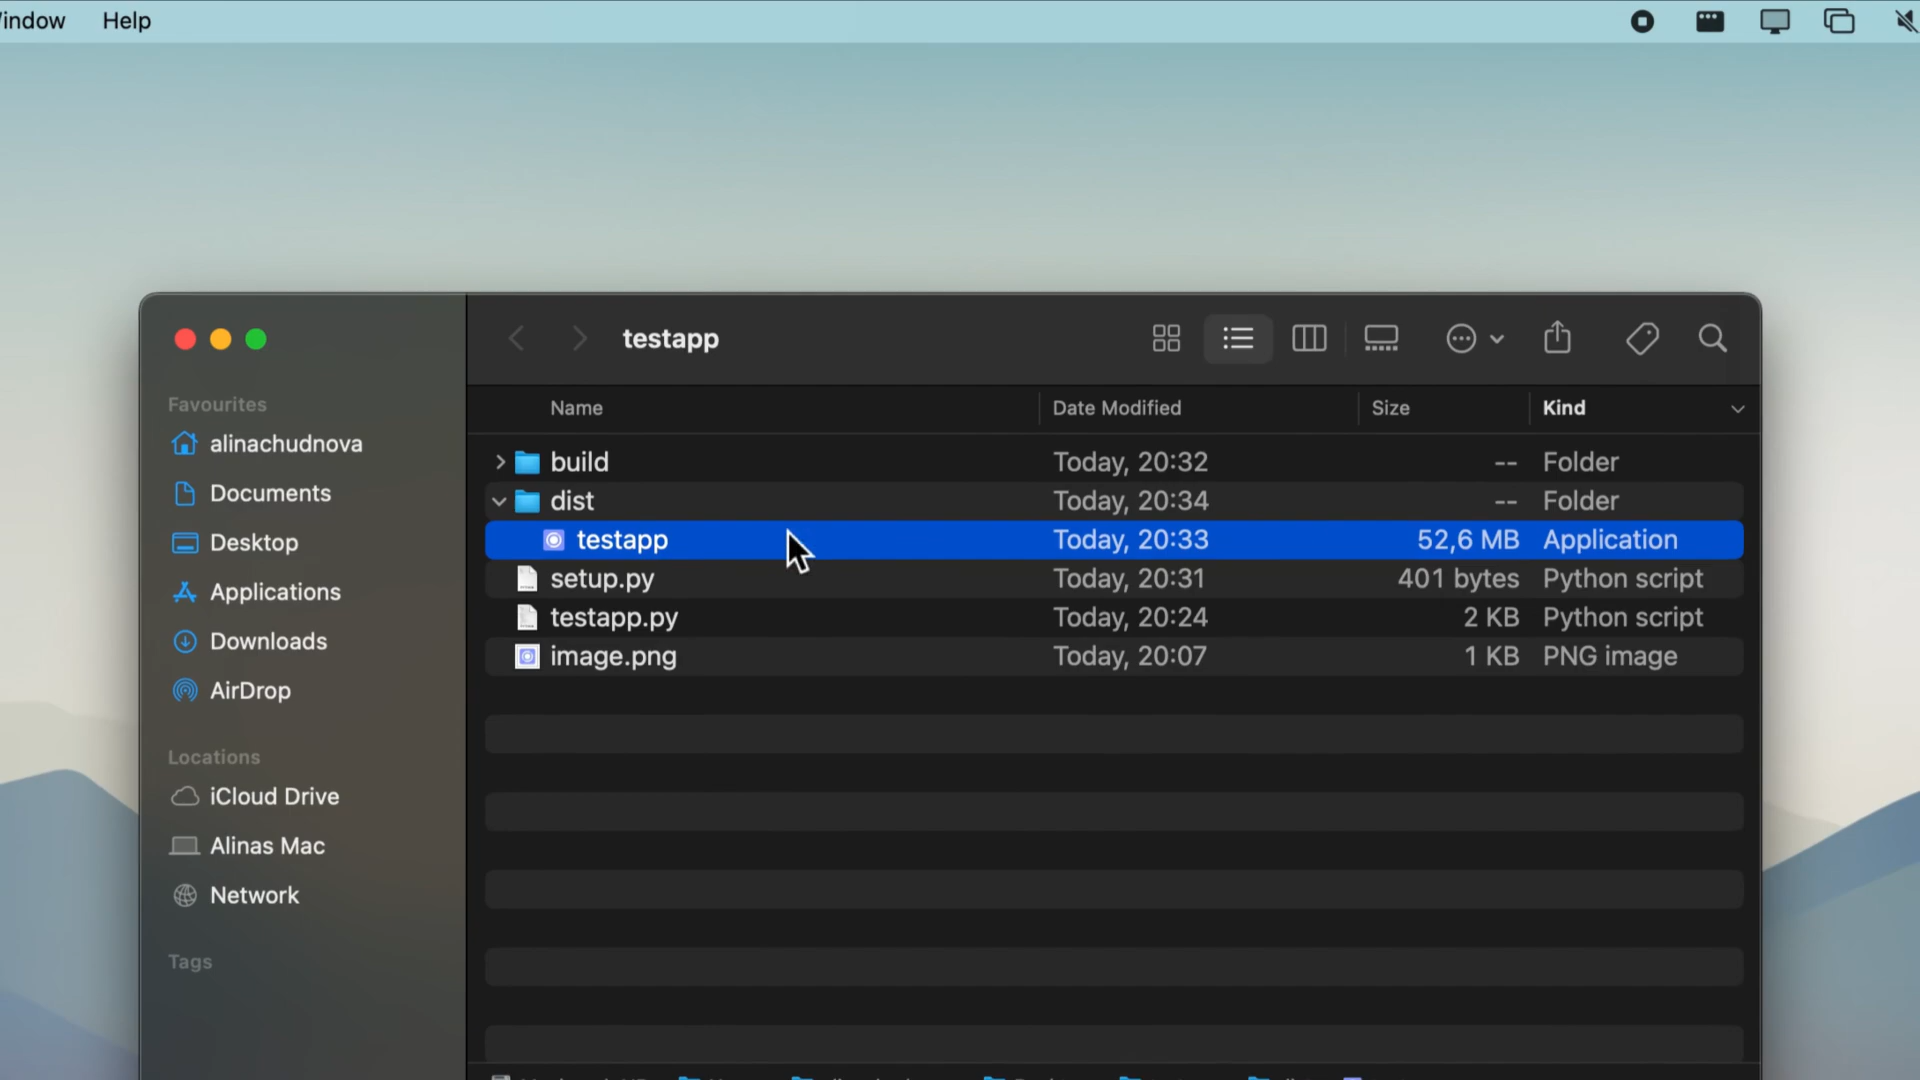 Help
testapp
Favourites
alinachudnova
Documents
Desktop
Applications
Downloads
AirDrop
Locations
iCloud Drive
Alinas Mac
Network
Tags
Name Date Modified Size Kind
build Today, 20:32 -- Folder
dist Today, 20:34 -- Folder
testapp Today, 20:33 52,6 MB Application
setup.py Today, 20:31 401 bytes Python script
testapp.py Today, 20:24 2 KB Python script
image.png Today, 20:07 1 KB PNG image